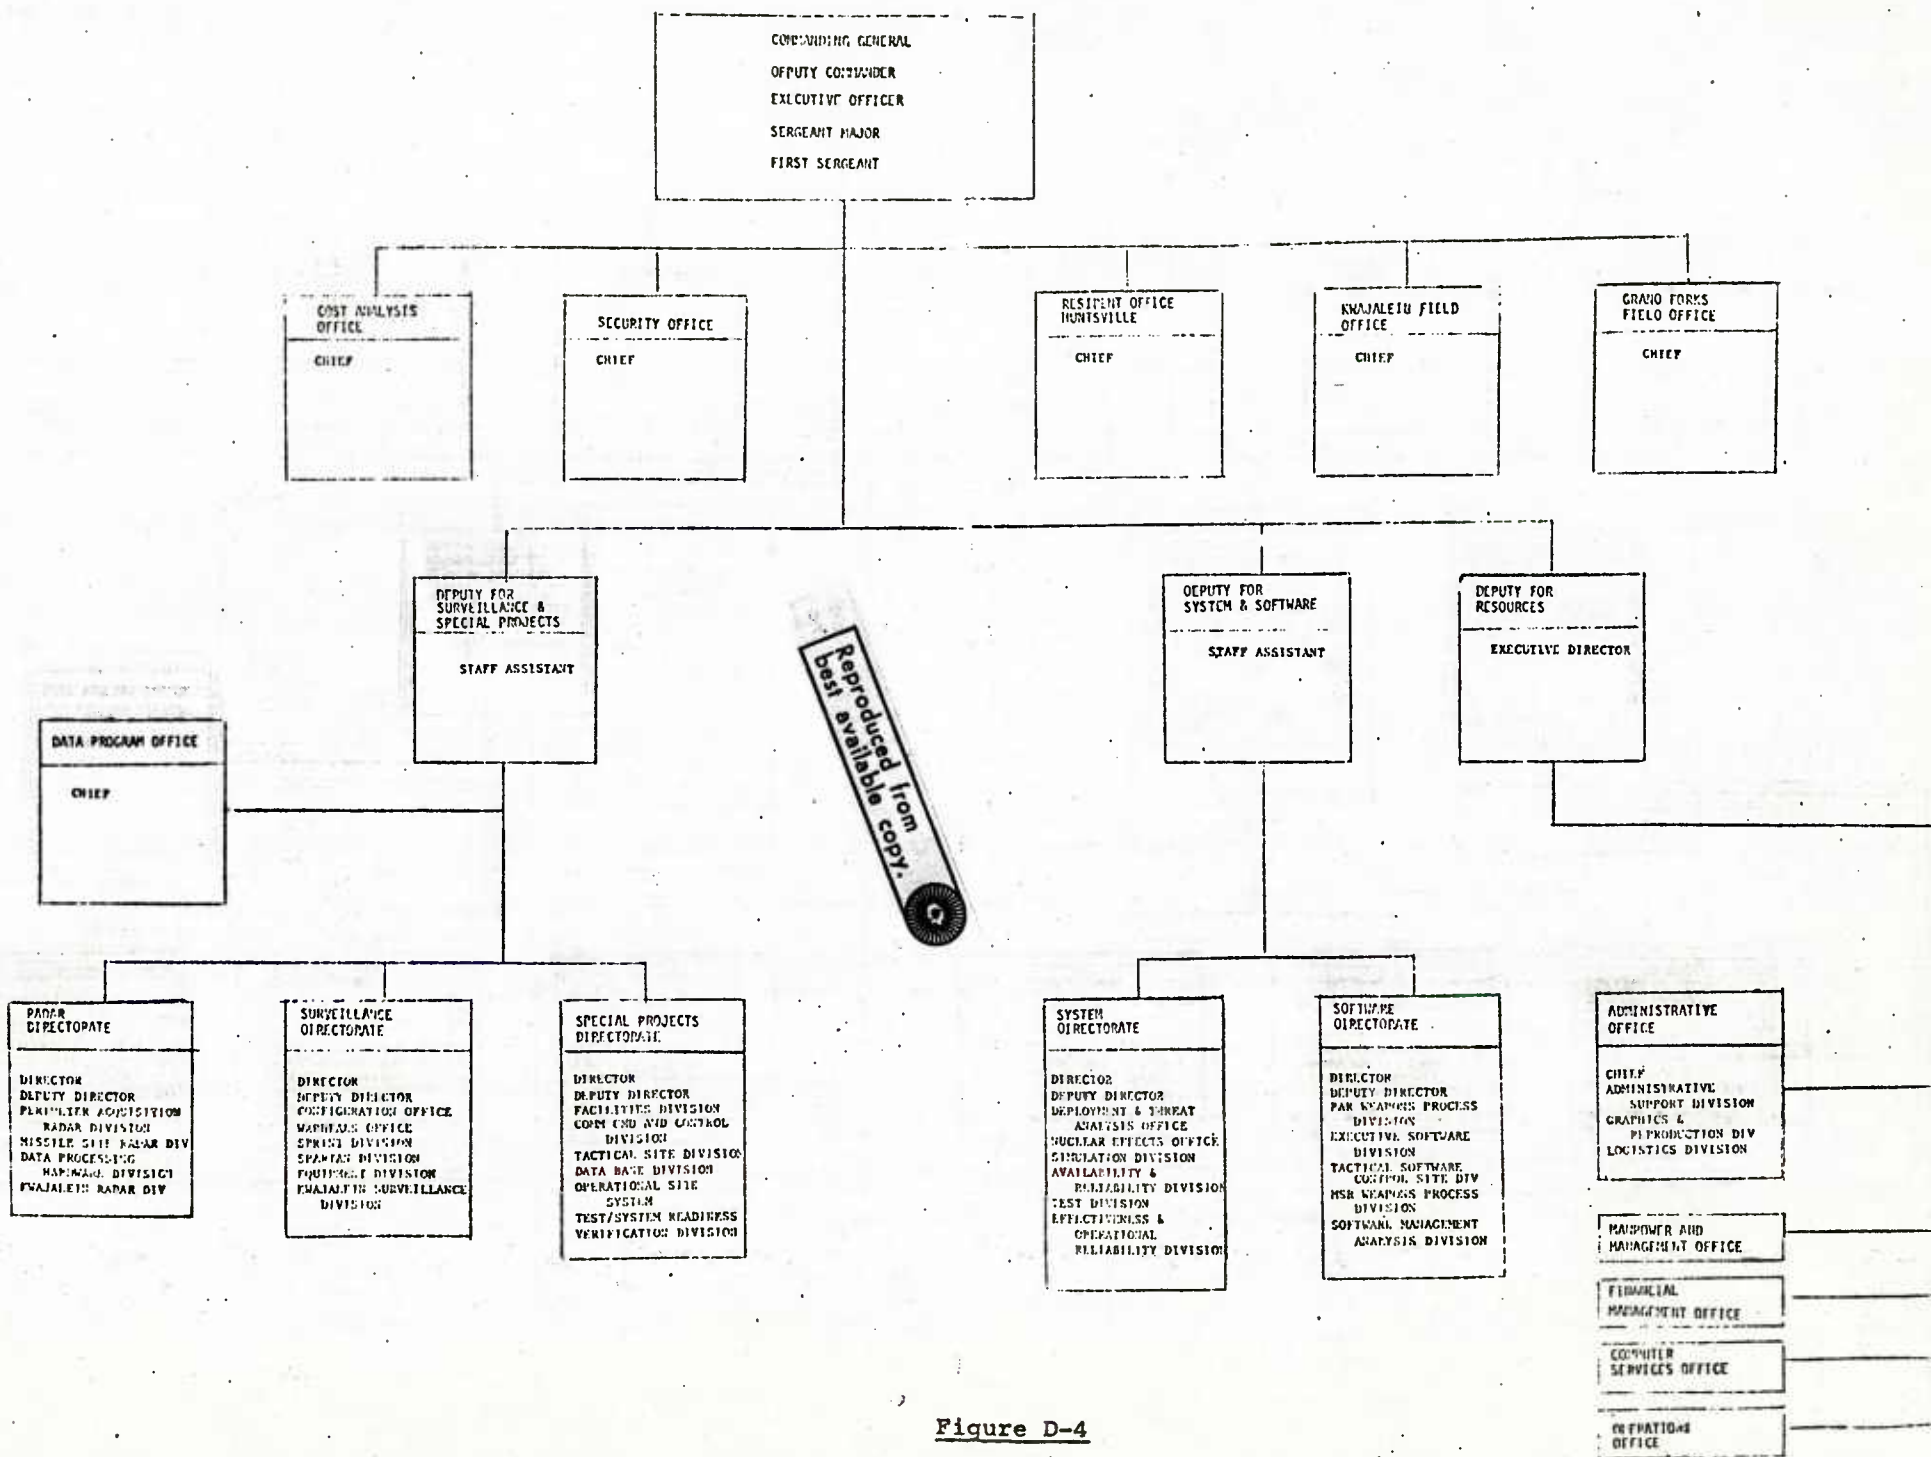 COMMANDING GENERAL
DEPUTY COMMANDER
EXECUTIVE OFFICER
SERGEANT MAJOR
FIRST SERGEANT
COST ANALYSIS
OFFICE
CHIEF
SECURITY OFFICE
CHIEF
RESIDENT OFFICE
HUNTSVILLE
CHIEF
KWAJALEIN FIELD
OFFICE
CHIEF
GRAND FORKS
FIELD OFFICE
CHIEF
DEPUTY FOR
SURVEILLANCE &
SPECIAL PROJECTS
STAFF ASSISTANT
DEPUTY FOR
SYSTEM & SOFTWARE
STAFF ASSISTANT
DEPUTY FOR
RESOURCES
EXECUTIVE DIRECTOR
DATA PROGRAM OFFICE
CHIEF
Reproduced from
best available copy.
RADAR
DIRECTORATE
DIRECTOR
DEPUTY DIRECTOR
PERIMETER ACQUISITION
RADAR DIVISION
MISSILE SITE RADAR DIV
DATA PROCESSING
HARDWARE DIVISION
KWAJALEIN RADAR DIV
SURVEILLANCE
DIRECTORATE
DIRECTOR
DEPUTY DIRECTOR
CONFIGURATION OFFICE
WARHEADS OFFICE
SPRINT DIVISION
SPARTAN DIVISION
EQUIPMENT DIVISION
KWAJALEIN SURVEILLANCE
DIVISION
SPECIAL PROJECTS
DIRECTORATE
DIRECTOR
DEPUTY DIRECTOR
FACILITIES DIVISION
COMM CMD AND CONTROL
DIVISION
TACTICAL SITE DIVISION
DATA BASE DIVISION
OPERATIONAL SITE
SYSTEM
TEST/SYSTEM READINESS
VERIFICATION DIVISION
SYSTEM
DIRECTORATE
DIRECTOR
DEPUTY DIRECTOR
DEPLOYMENT & THREAT
ANALYSIS OFFICE
NUCLEAR EFFECTS OFFICE
SIMULATION DIVISION
AVAILABILITY &
RELIABILITY DIVISION
TEST DIVISION
EFFECTIVENESS &
OPERATIONAL
RELIABILITY DIVISION
SOFTWARE
DIRECTORATE
DIRECTOR
DEPUTY DIRECTOR
PAR WEAPONS PROCESS
DIVISION
EXECUTIVE SOFTWARE
DIVISION
TACTICAL SOFTWARE
CONTROL SITE DIV
MSR WEAPONS PROCESS
DIVISION
SOFTWARE MANAGEMENT
ANALYSIS DIVISION
ADMINISTRATIVE
OFFICE
CHIEF
ADMINISTRATIVE
SUPPORT DIVISION
GRAPHICS &
REPRODUCTION DIV
LOGISTICS DIVISION
MANPOWER AND
MANAGEMENT OFFICE
FINANCIAL
MANAGEMENT OFFICE
COMPUTER
SERVICES OFFICE
OPERATIONS
OFFICE
Figure D-4